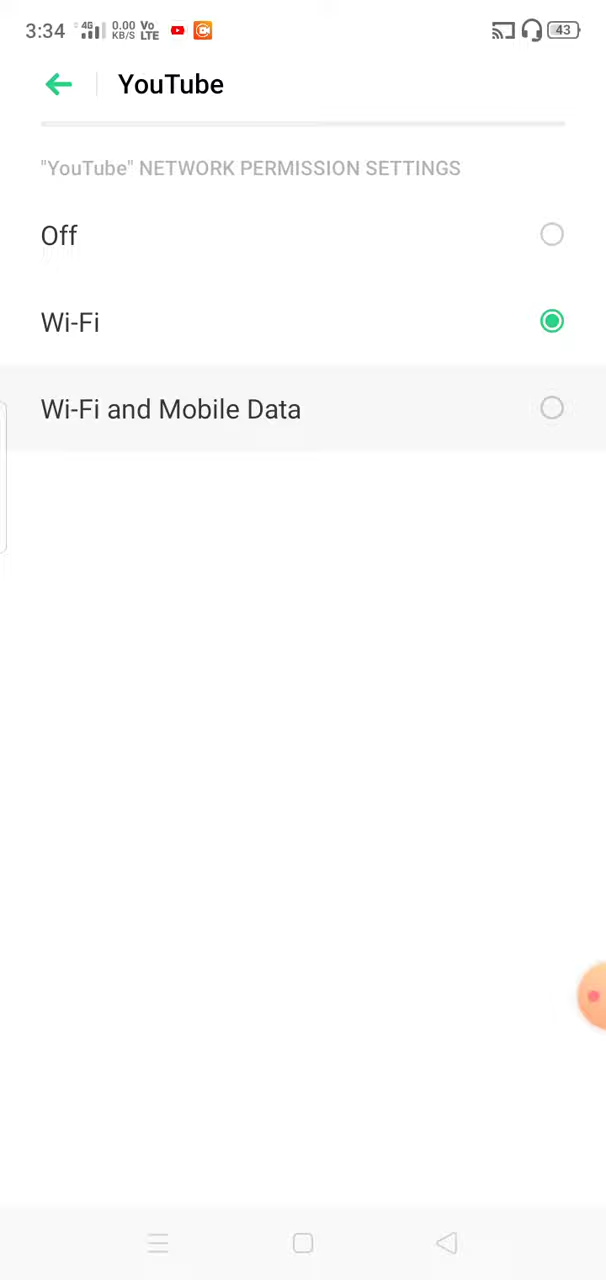 3:34 4G 0.00 KB/S Vo LTE 43
YouTube
"YouTube" NETWORK PERMISSION SETTINGS
Off
Wi-Fi
Wi-Fi and Mobile Data